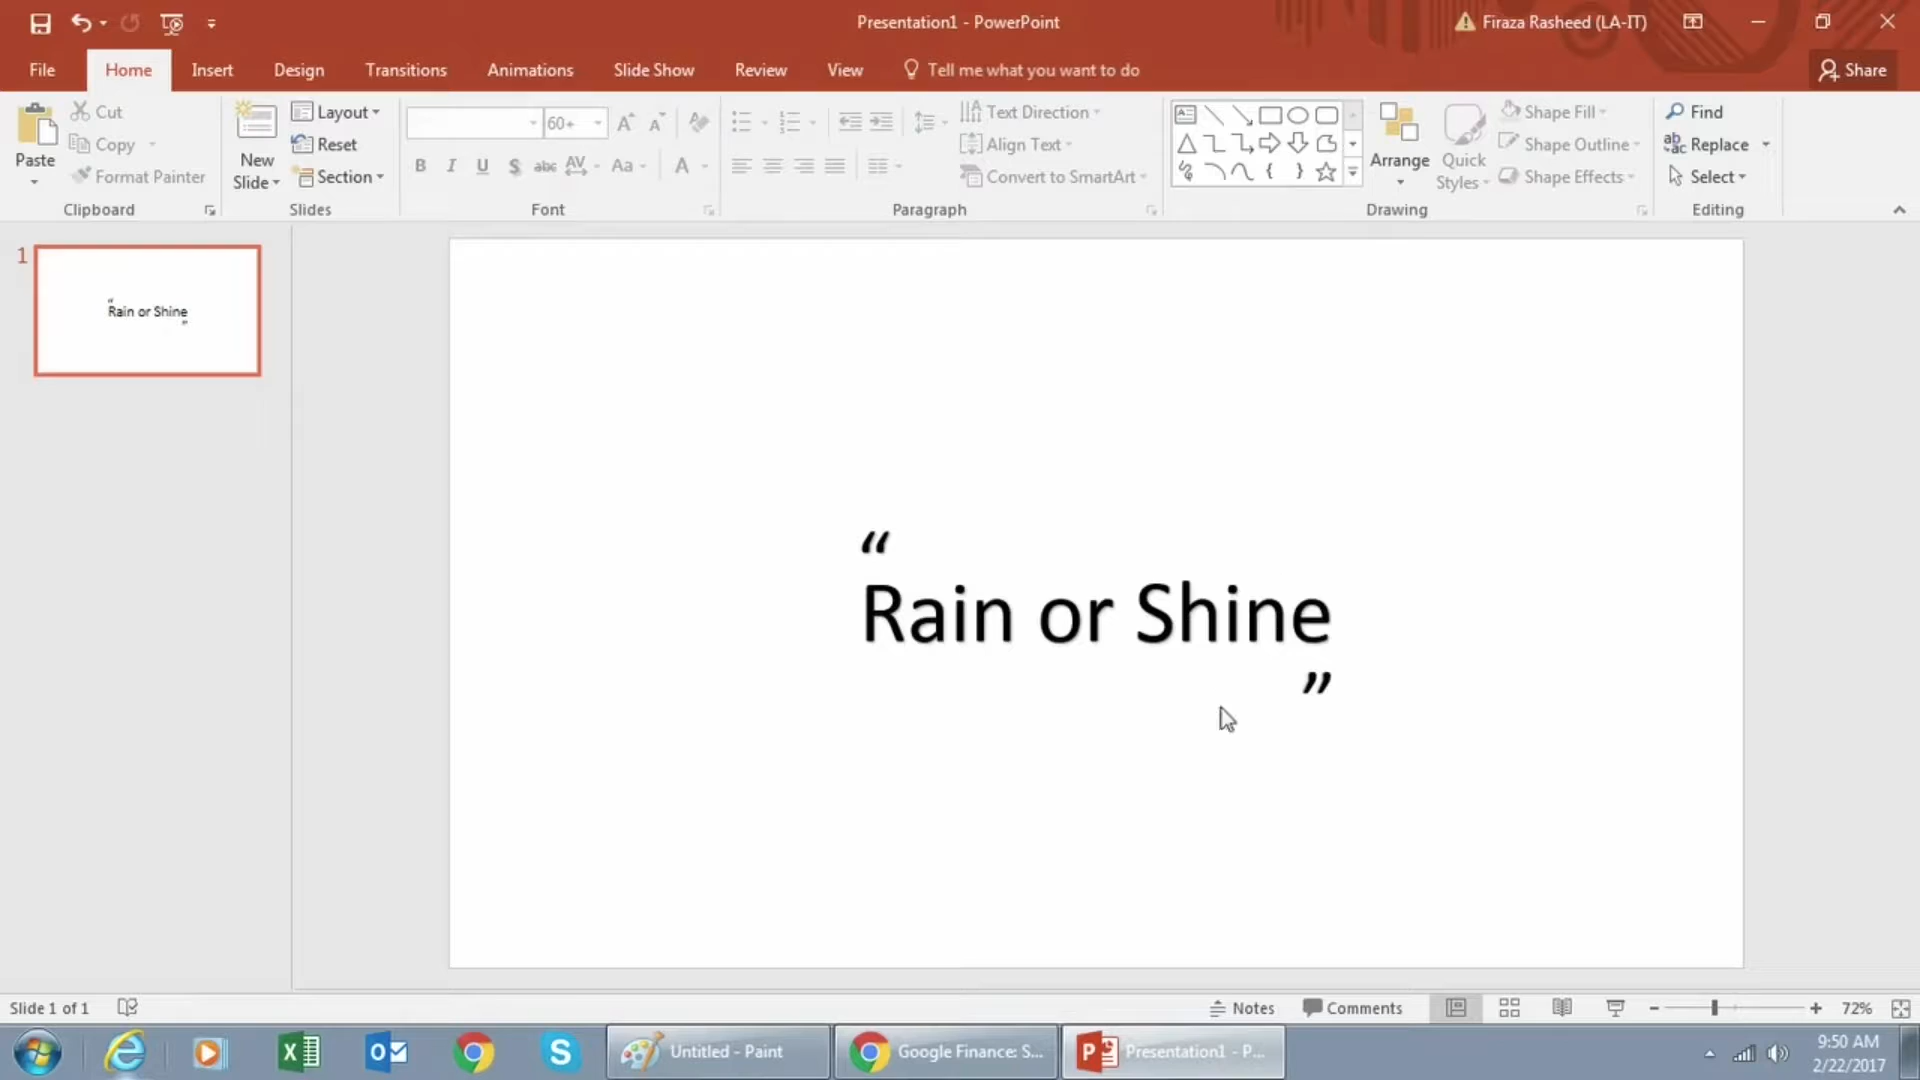 Presentation1 - PowerPoint
Firaza Rasheed (LA-IT)
File Home Insert Design Transitions Animations Slide Show Review View Tell me what you want to do
Share
Paste
Cut
Copy
Format Painter
Clipboard
New Slide
Layout
Reset
Section
Slides
60+
B I U S abc AV Aa A
Font
Text Direction
Align Text
Convert to SmartArt
Paragraph
Arrange
Quick Styles
Shape Fill
Shape Outline
Shape Effects
Drawing
Find
Replace
Select
Editing
1
“
Rain or Shine
”
“
Rain or Shine
”
Slide 1 of 1
Notes Comments 72%
Untitled - Paint
Google Finance: S...
Presentation1 - P...
9:50 AM
2/22/2017